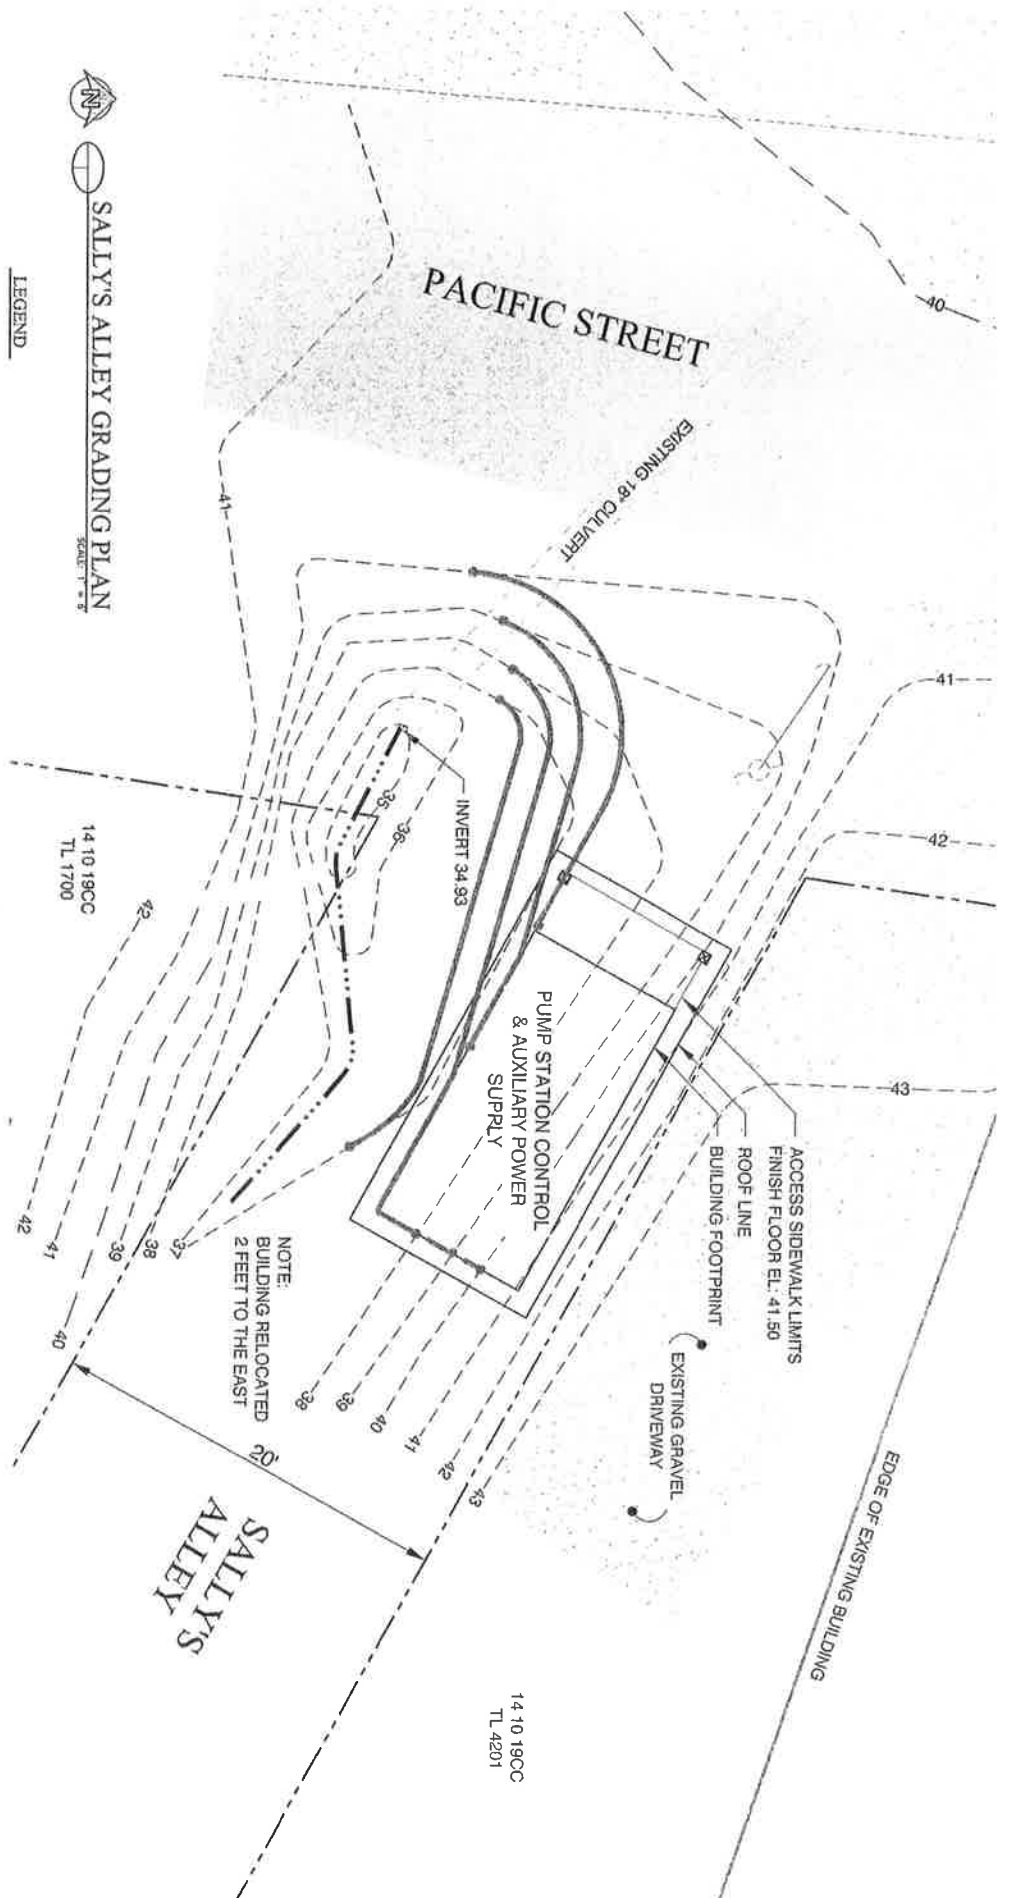 PACIFIC STREET
EXISTING 18" CULVERT
40
41
41
42
43
INVERT 34.93
35
36
PUMP STATION CONTROL
& AUXILIARY POWER
SUPPLY
ACCESS SIDEWALK LIMITS
FINISH FLOOR EL: 41.50
ROOF LINE
BUILDING FOOTPRINT
EXISTING GRAVEL
DRIVEWAY
EDGE OF EXISTING BUILDING
14 10 19CC
TL 4201
14 10 19CC
TL 1700
42
41
39
38
37
40
38
39
40
41
42
43
NOTE:
BUILDING RELOCATED
2 FEET TO THE EAST
20'
SALLY'S
ALLEY
N
SALLY'S ALLEY GRADING PLAN
LEGEND